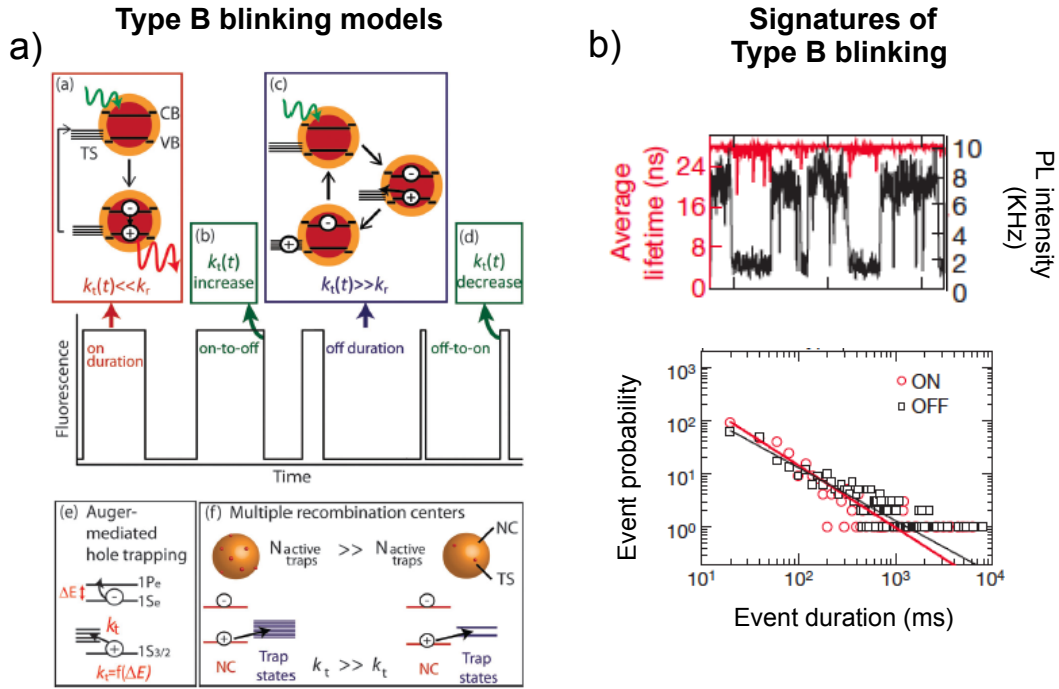 Type B blinking models
a)
(a)
CB
VB
TS
kt(t)<<kr
(b)
kt(t)
increase
(c)
kt(t)>>kr
(d)
kt(t)
decrease
on
duration
on-to-off
off duration
off-to-on
Fluorescence
Time
(e) Auger-
mediated
hole trapping
ΔE
1Pe
1Se
kt
1S3/2
kt=f(ΔE)
(f) Multiple recombination centers
N active traps >> N active traps
NC
TS
NC
Trap
states
kt >> kt
NC
Trap
states
Signatures of
Type B blinking
b)
Average
lifetime (ns)
24
16
8
0
10
8
6
4
2
0
PL intensity
(KHz)
Event probability
10³
10²
10¹
10⁰
ON
OFF
10¹ 10² 10³ 10⁴
Event duration (ms)